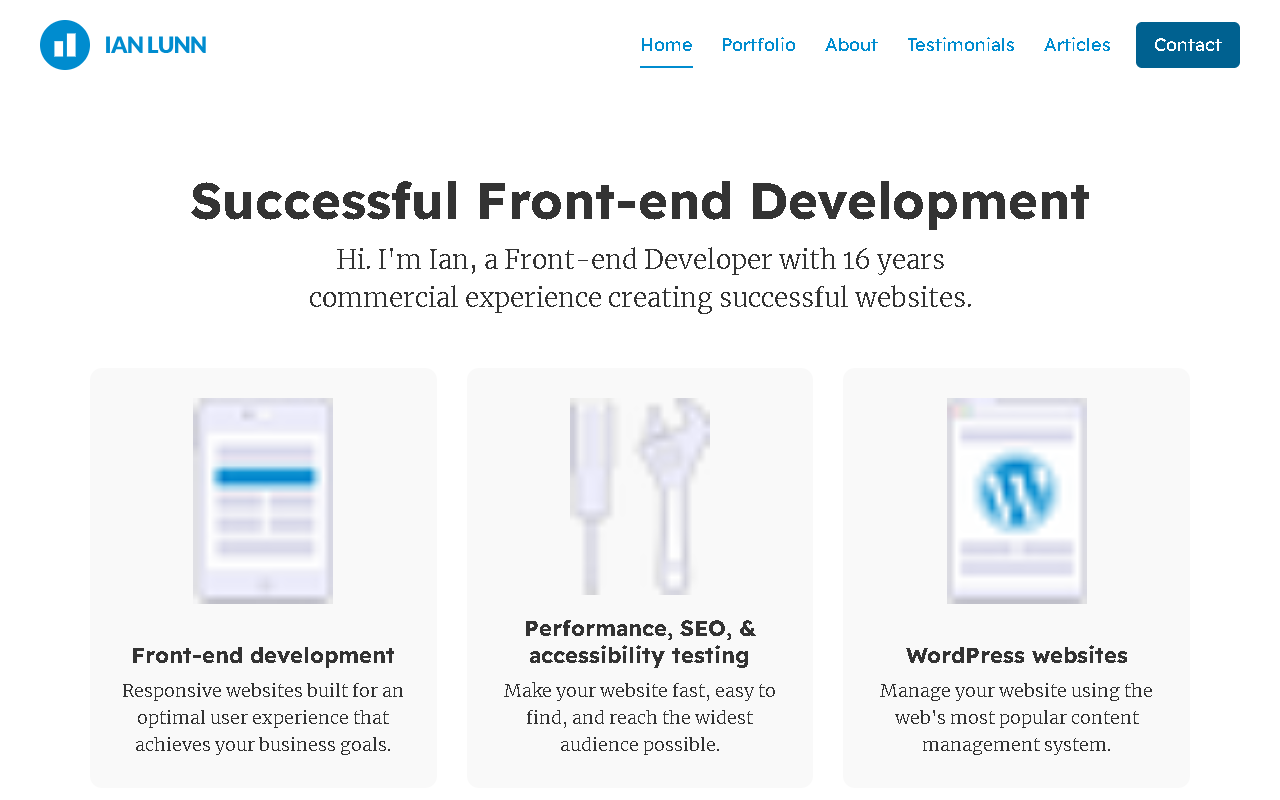 IAN LUNN
Home
Portfolio
About
Testimonials
Articles
Contact
Successful Front-end Development
Hi. I'm Ian, a Front-end Developer with 16 years
commercial experience creating successful websites.
Front-end development
Responsive websites built for an
optimal user experience that
achieves your business goals.
Performance, SEO, &
accessibility testing
Make your website fast, easy to
find, and reach the widest
audience possible.
WordPress websites
Manage your website using the
web's most popular content
management system.